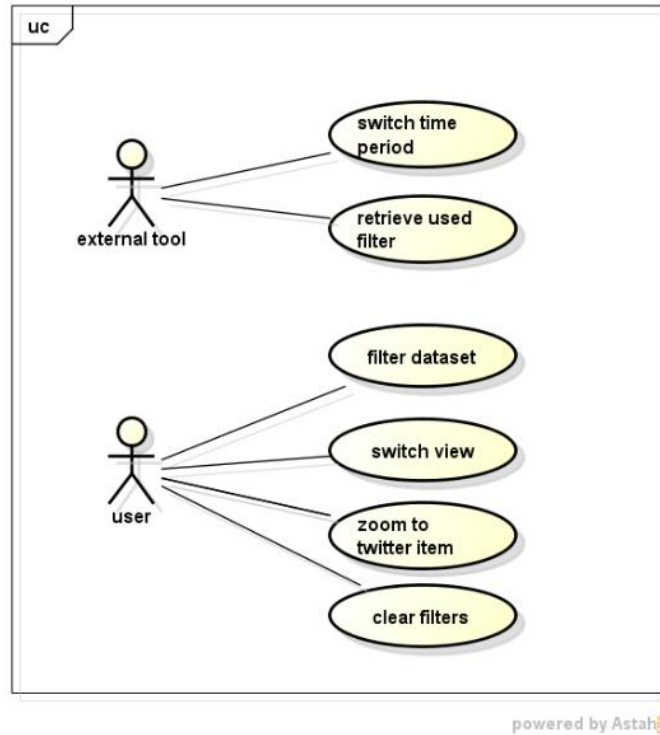 uc
switch time
period
external tool
retrieve used
filter
filter dataset
switch view
user
zoom to
twitter item
clear filters
powered by Astah